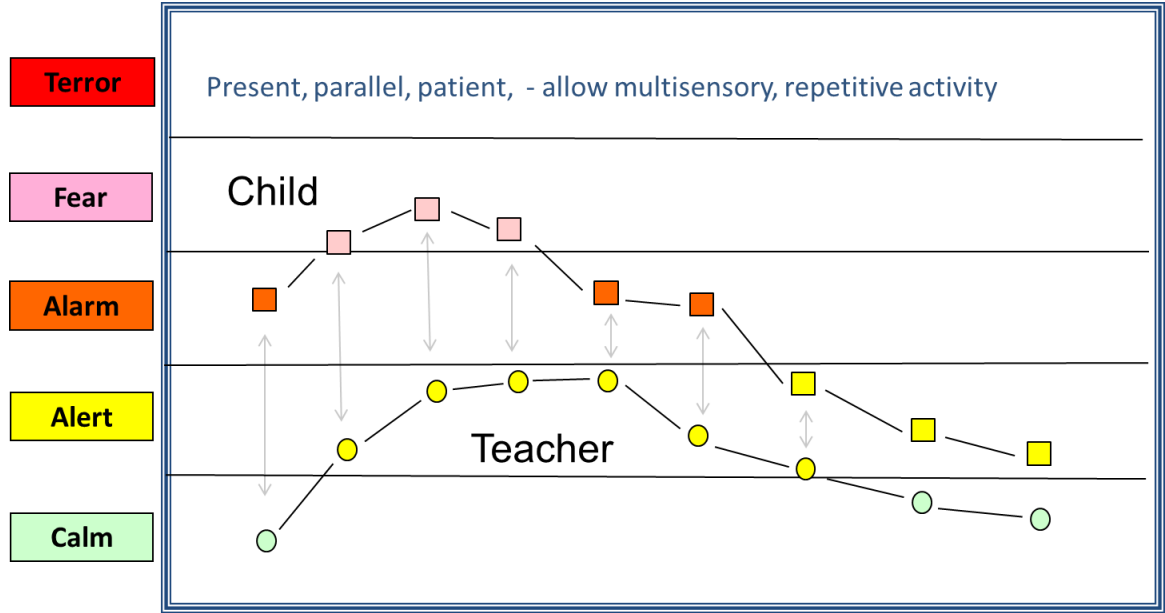 Terror
Present, parallel, patient, - allow multisensory, repetitive activity
Fear
Child
Alarm
Alert
Teacher
Calm